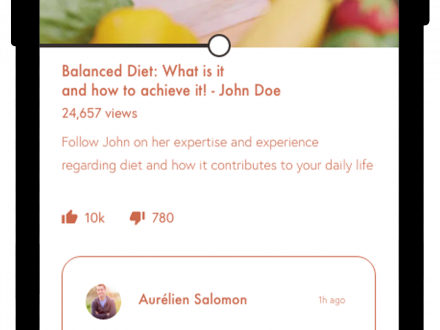 Balanced Diet: What is it
and how to achieve it! - John Doe
24,657 views
Follow John on her expertise and experience
regarding diet and how it contributes to your daily life
10k 780
Aurélien Salomon 1h ago